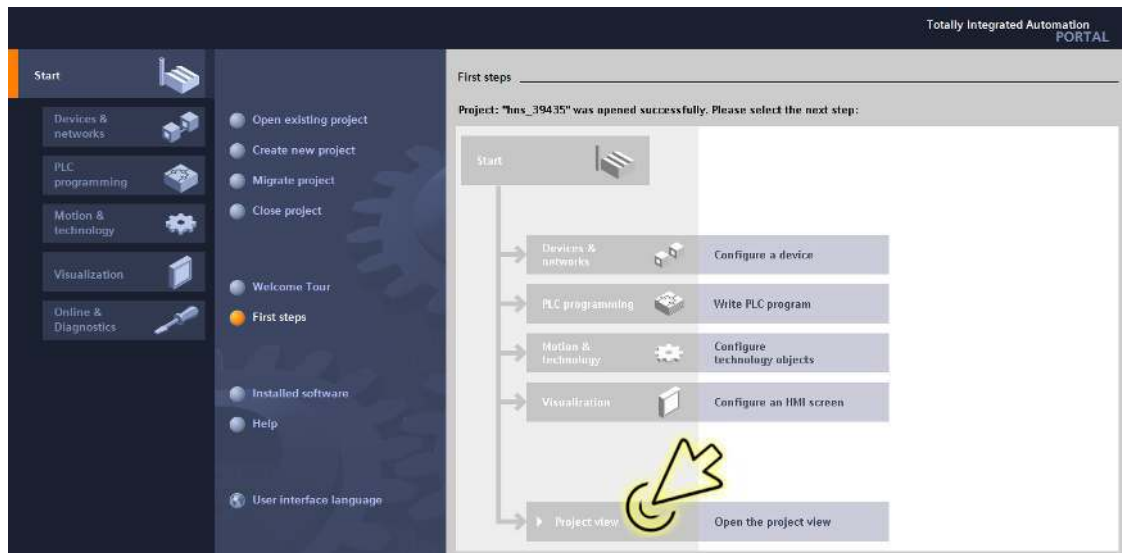 Totally Integrated Automation
PORTAL
Start
Devices &
networks
PLC
programming
Motion &
technology
Visualization
Online &
Diagnostics
Open existing project
Create new project
Migrate project
Close project
Welcome Tour
First steps
Installed software
Help
User interface language
First steps
Project: "hns_39435" was opened successfully. Please select the next step:
Start
Devices &
networks
Configure a device
PLC programming
Write PLC program
Motion &
technology
Configure
technology objects
Visualization
Configure an HMI screen
Project view
Open the project view